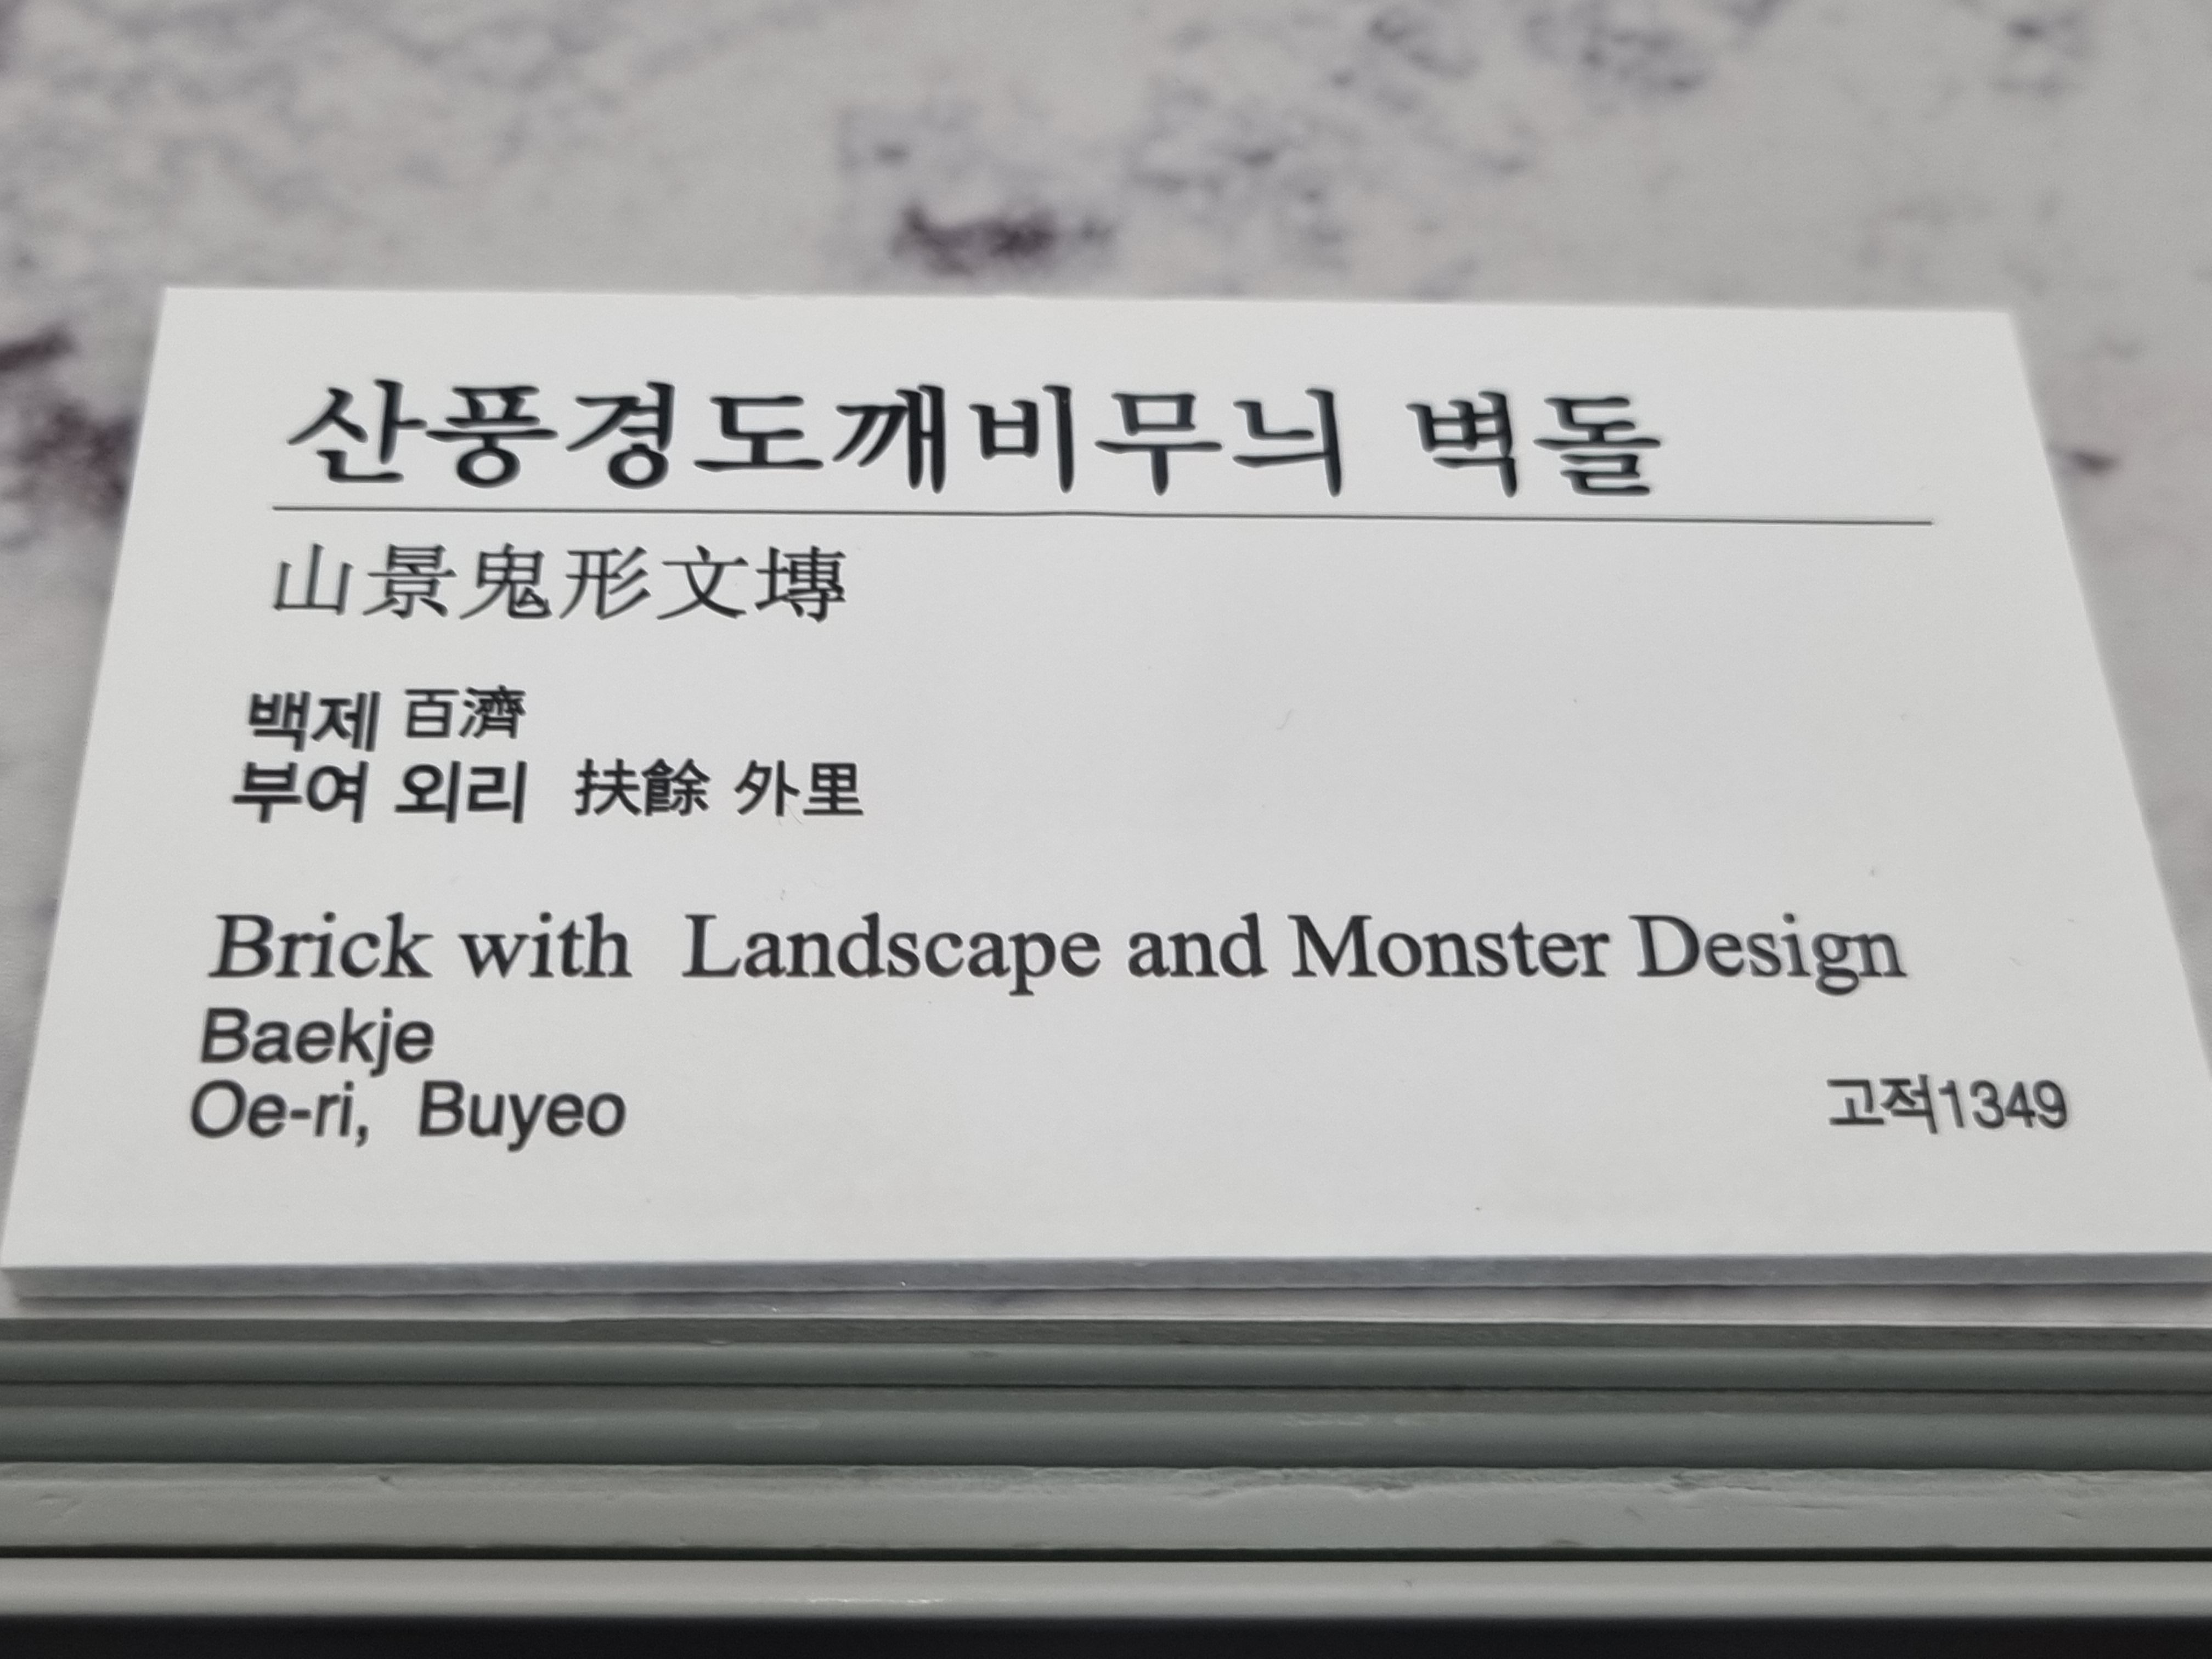 산풍경도깨비무늬 벽돌
山景鬼形文塼
백제 百濟
부여 외리 扶餘 外里
Brick with Landscape and Monster Design
Baekje
Oe-ri, Buyeo
고적1349